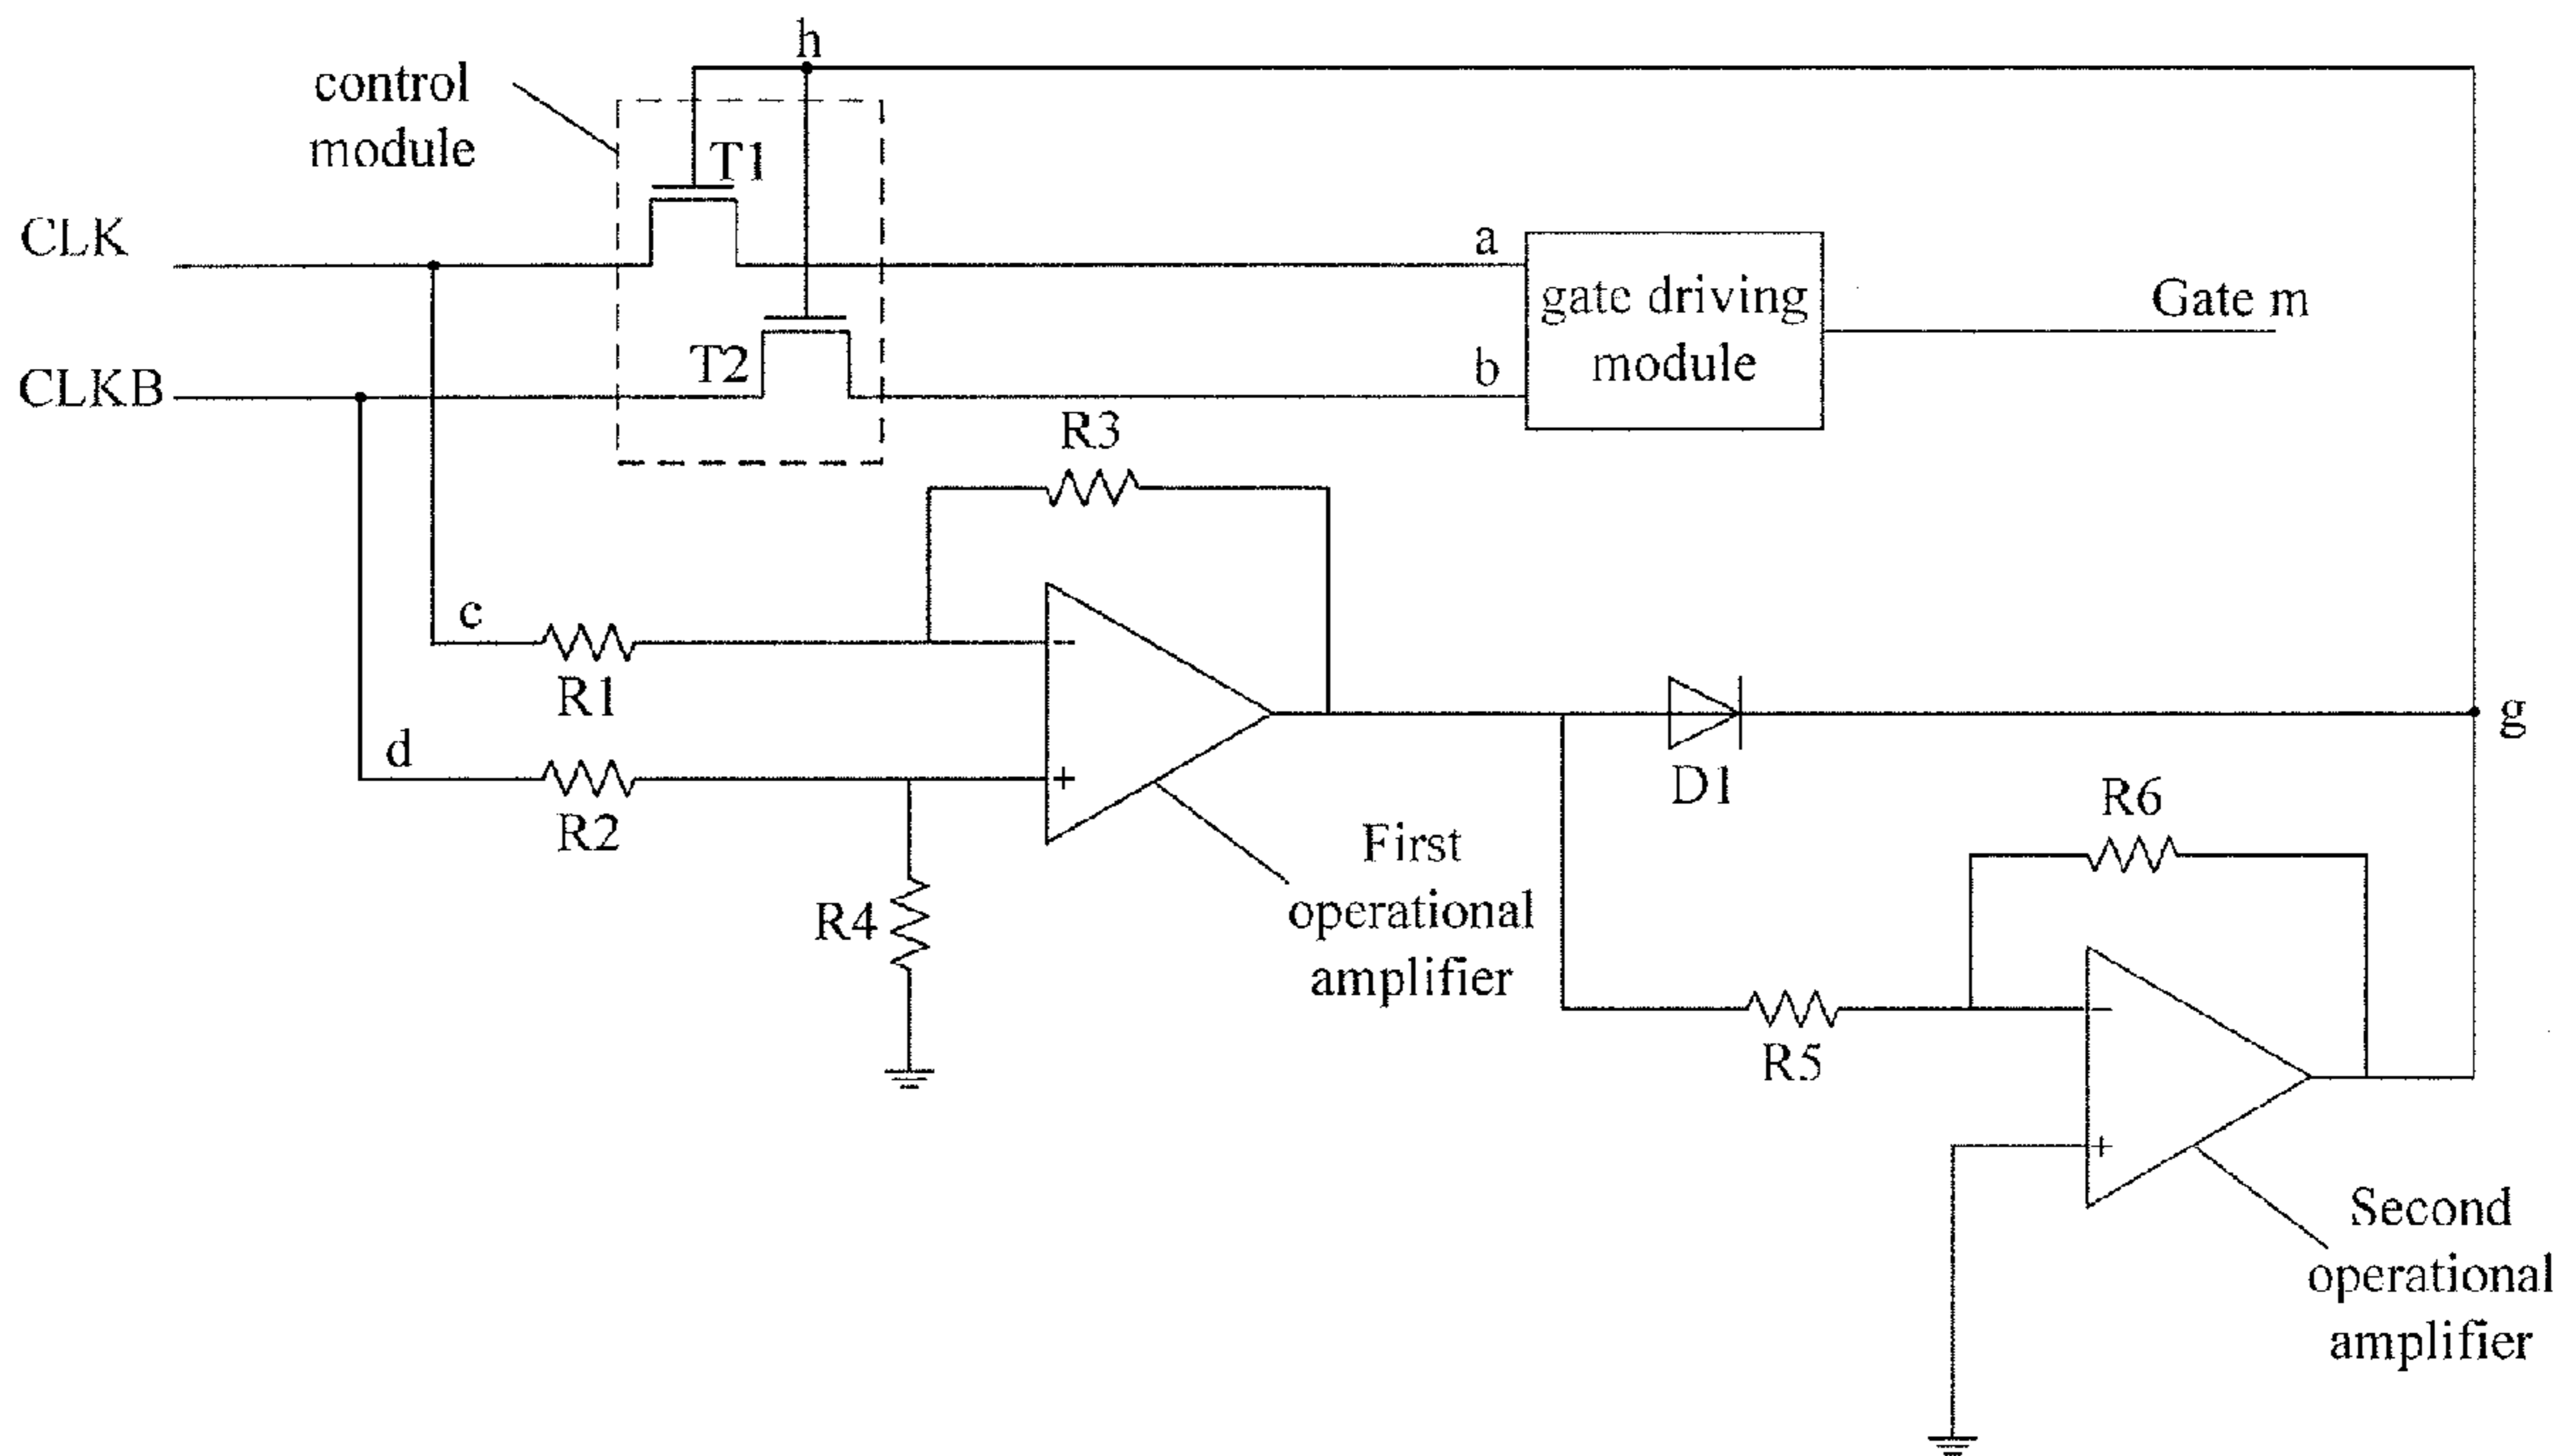 h
control
module
T1
CLK
a
gate driving
module
Gate m
T2
b
CLKB
R3
c
-
R1
g
d
D1
+
R2
R6
First
operational
amplifier
R4
-
R5
+
Second
operational
amplifier